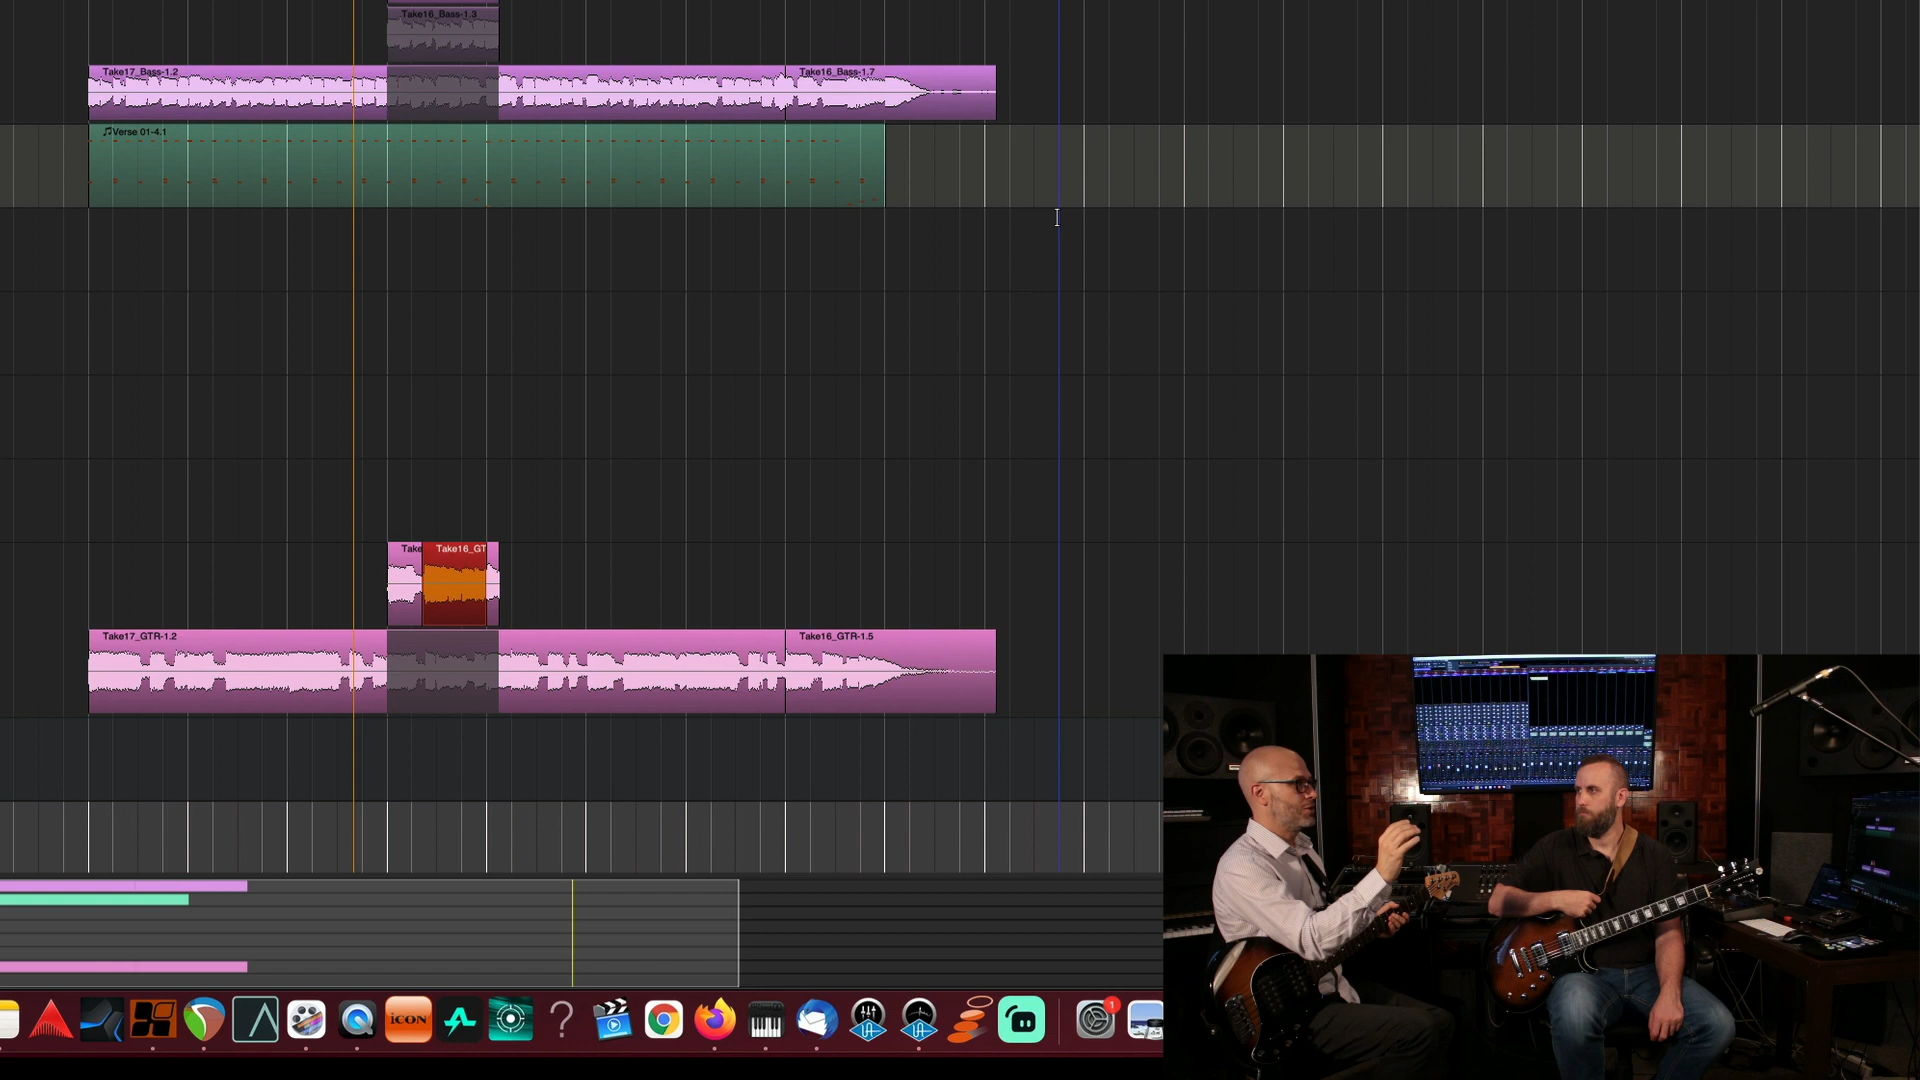 Take16_Bass-1.3
Take17_Bass-1.2
Take16_Bass-1.7
♫Verse 01-4.1
Take
Take16_GT
Take17_GTR-1.2
Take16_GTR-1.5
iCON
1